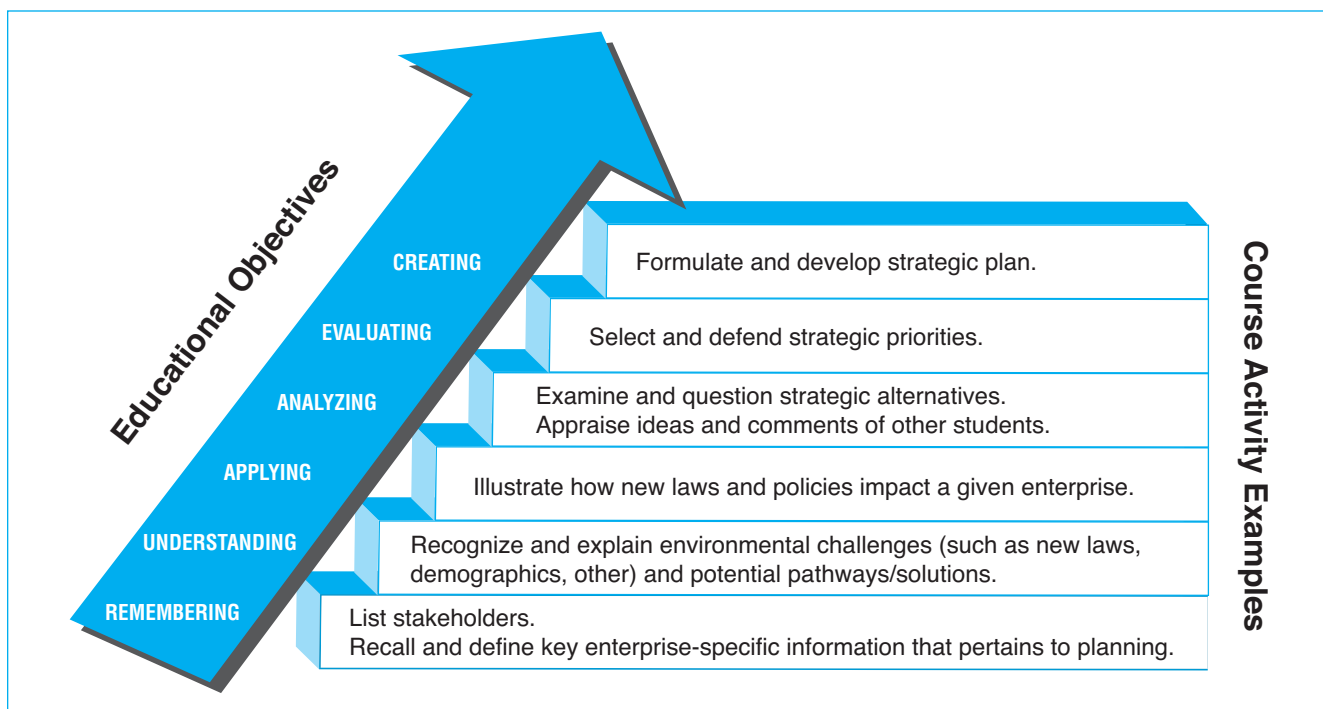 Educational Objectives
CREATING
Formulate and develop strategic plan.
EVALUATING
Select and defend strategic priorities.
ANALYZING
Examine and question strategic alternatives.
Appraise ideas and comments of other students.
APPLYING
Illustrate how new laws and policies impact a given enterprise.
UNDERSTANDING
Recognize and explain environmental challenges (such as new laws,
demographics, other) and potential pathways/solutions.
REMEMBERING
List stakeholders.
Recall and define key enterprise-specific information that pertains to planning.
Course Activity Examples